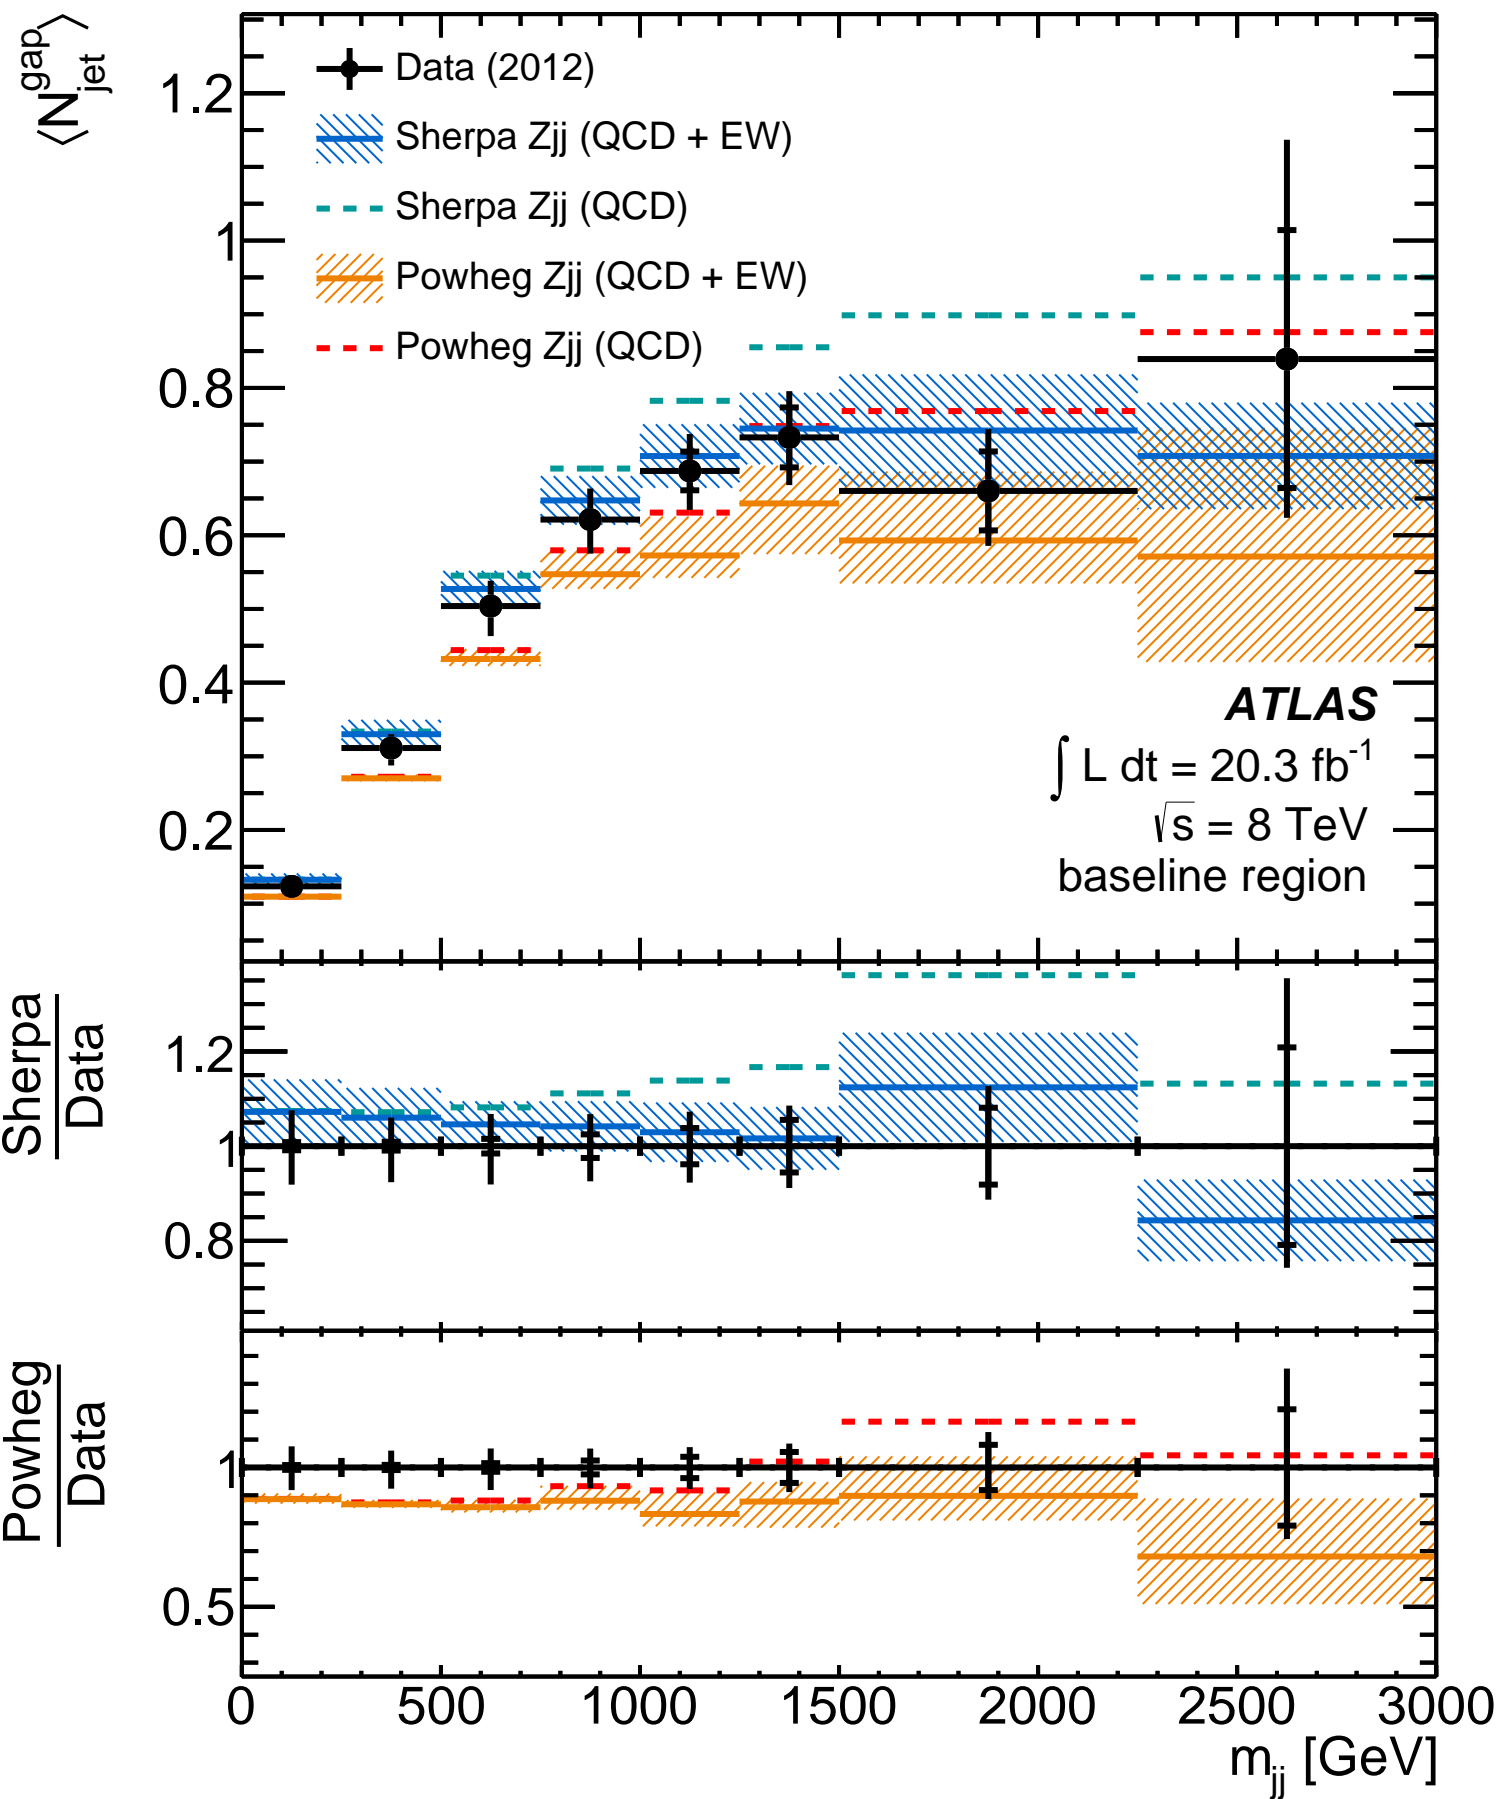 ⟨N^gap_jet⟩
1.2
1
0.8
0.6
0.4
0.2
Data (2012)
Sherpa Zjj (QCD + EW)
Sherpa Zjj (QCD)
Powheg Zjj (QCD + EW)
Powheg Zjj (QCD)
ATLAS
∫ L dt = 20.3 fb⁻¹
√s = 8 TeV
baseline region
Sherpa
Data
1.2
1
0.8
Powheg
Data
1
0.5
0 500 1000 1500 2000 2500 3000
m_jj [GeV]